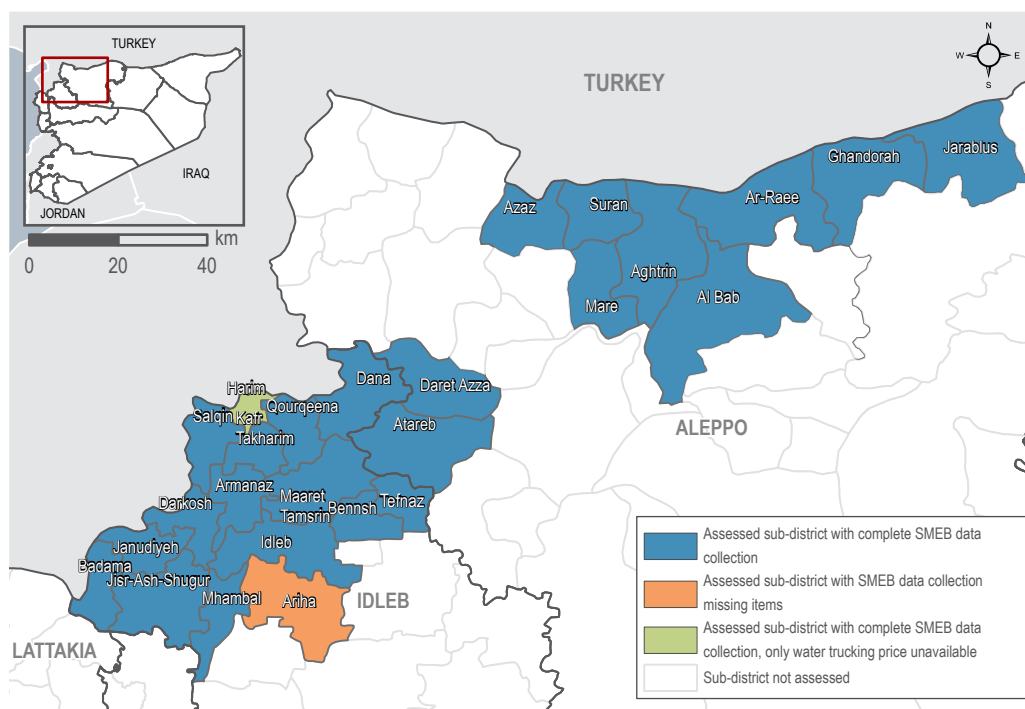 TURKEY
IRAQ
JORDAN
km
0 20 40
N
W E
S
TURKEY
Jarablus
Ghandorah
Ar-Raee
Suran
Azaz
Aghtrin
Al Bab
Mare
Dana
Daret Azza
Harim
Qourqeena
Salqin
Kafr
Takharim
Atareb
ALEPPO
Armanaz
Maaret
Tamsrin
Bennsh
Tefnaz
Darkosh
Idleb
Janudiyeh
Badama
Jisr-Ash-Shugur
Mhambal
Ariha
IDLEB
LATTAKIA
Assessed sub-district with complete SMEB data
collection
Assessed sub-district with SMEB data collection
missing items
Assessed sub-district with complete SMEB data
collection, only water trucking price unavailable
Sub-district not assessed